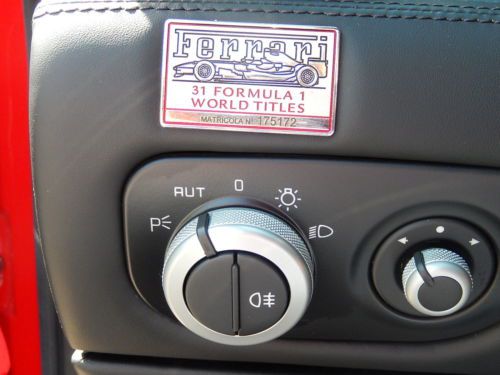 Ferrari
31 FORMULA 1
WORLD TITLES
MATRICOLA N° 175172
AUT 0
P